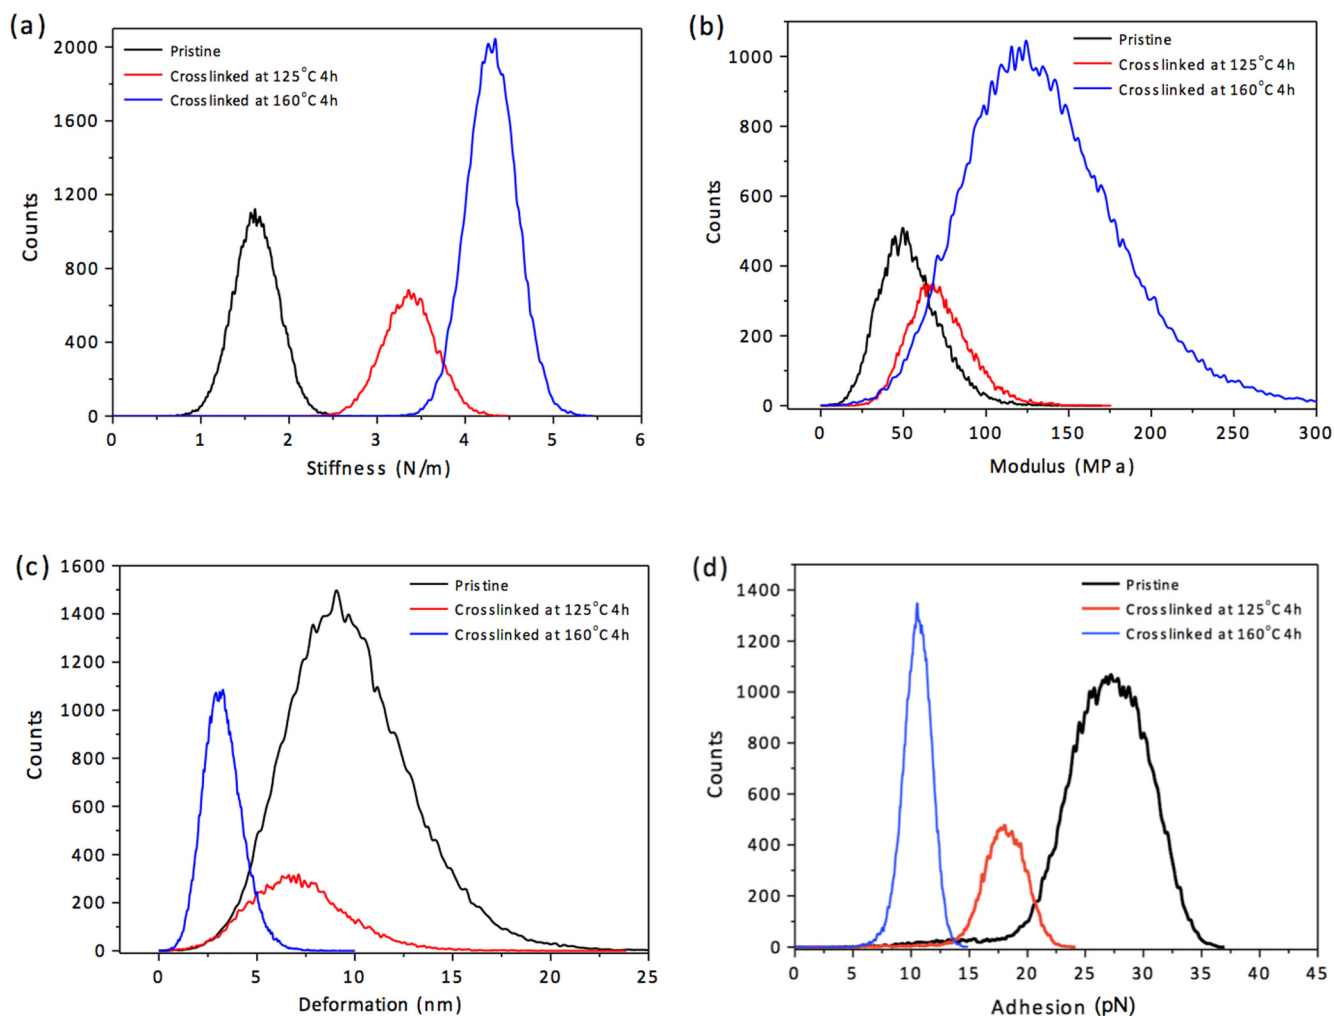 (a)
Pristine
Crosslinked at 125°C 4h
Crosslinked at 160°C 4h
2000
1600
1200
800
400
0
Counts
0 1 2 3 4 5 6
Stiffness (N/m)
(b)
Pristine
Crosslinked at 125°C 4h
Crosslinked at 160°C 4h
1000
800
600
400
200
0
Counts
0 50 100 150 200 250 300
Modulus (MPa)
(c)
Pristine
Crosslinked at 125°C 4h
Crosslinked at 160°C 4h
1600
1400
1200
1000
800
600
400
200
0
Counts
0 5 10 15 20 25
Deformation (nm)
(d)
Pristine
Crosslinked at 125°C 4h
Crosslinked at 160°C 4h
1400
1200
1000
800
600
400
200
0
Counts
0 5 10 15 20 25 30 35 40 45
Adhesion (pN)